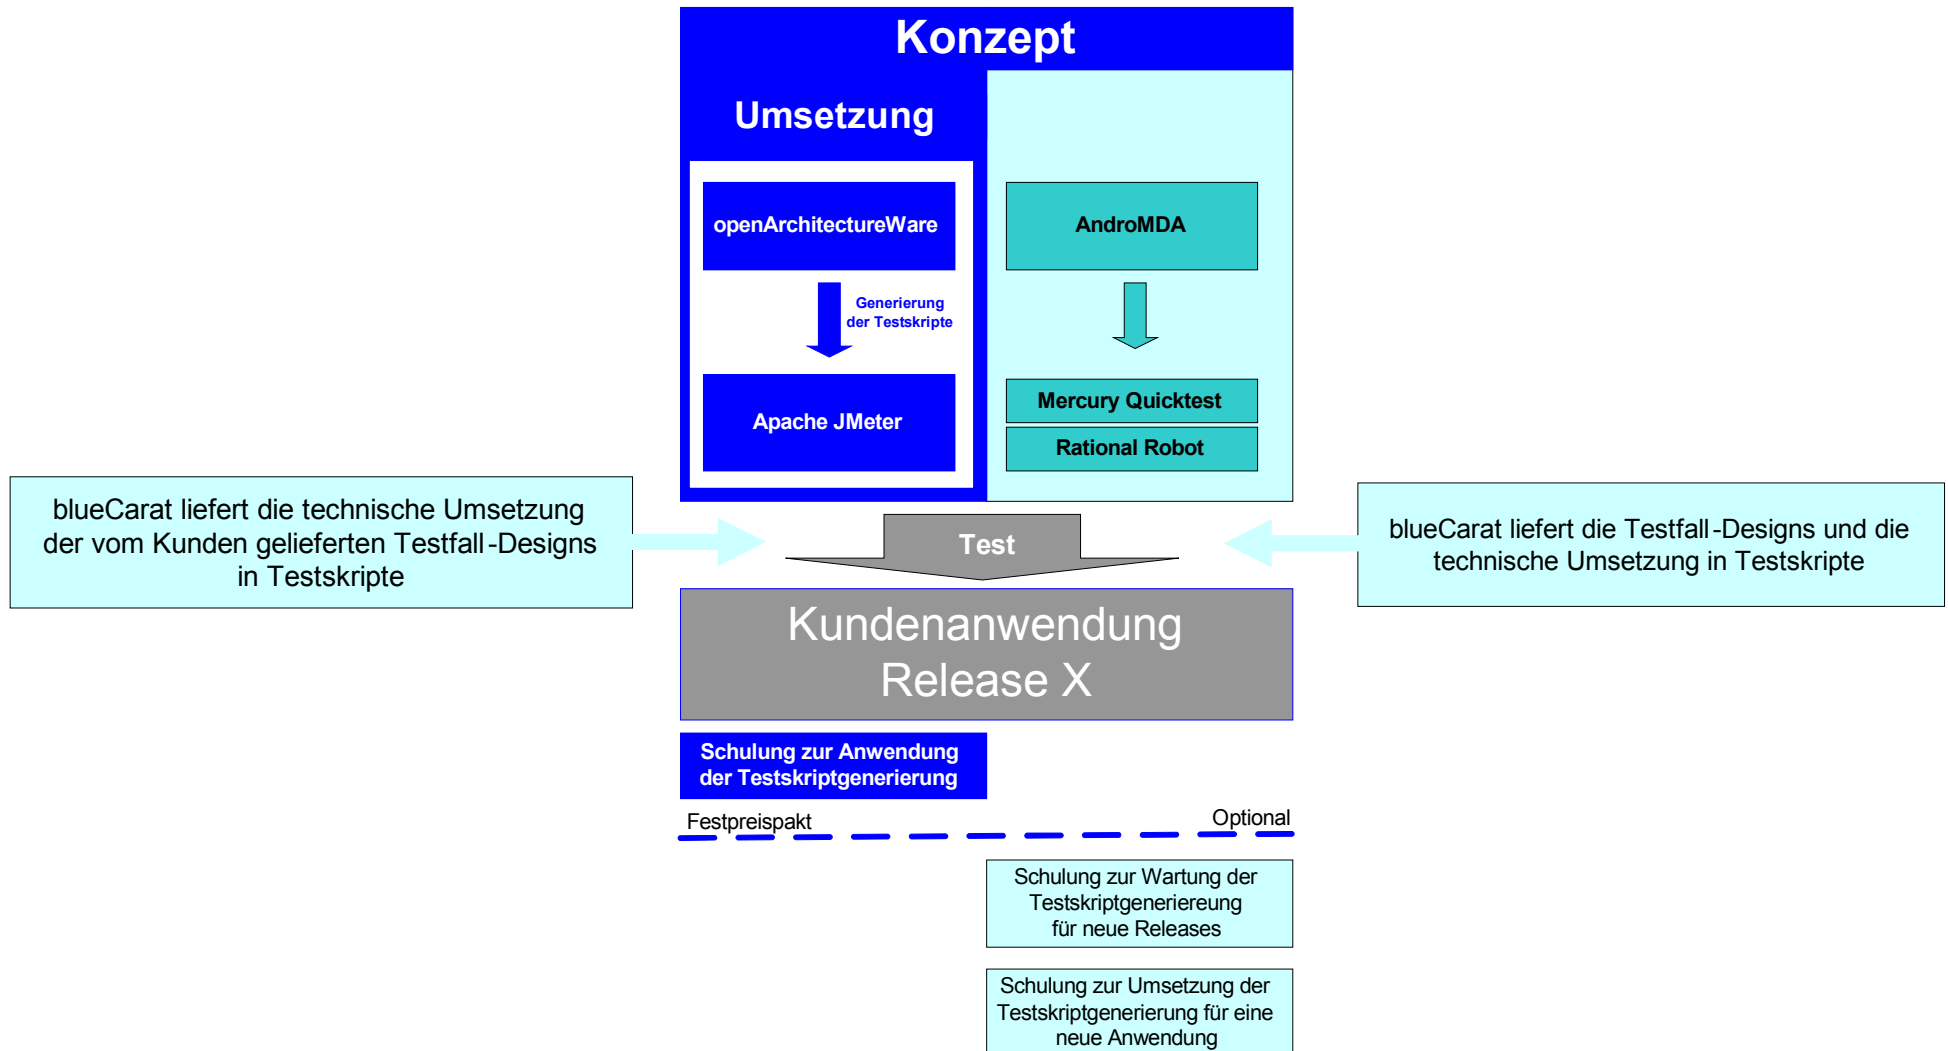 Konzept
Umsetzung
openArchitectureWare
AndroMDA
Generierung
der Testskripte
Apache JMeter
Mercury Quicktest
Rational Robot
blueCarat liefert die technische Umsetzung
der vom Kunden gelieferten Testfall-Designs
in Testskripte
Test
blueCarat liefert die Testfall-Designs und die
technische Umsetzung in Testskripte
Kundenanwendung
Release X
Schulung zur Anwendung
der Testskriptgenerierung
Festpreispakt
Optional
Schulung zur Wartung der
Testskriptgeneriereung
für neue Releases
Schulung zur Umsetzung der
Testskriptgenerierung für eine
neue Anwendung